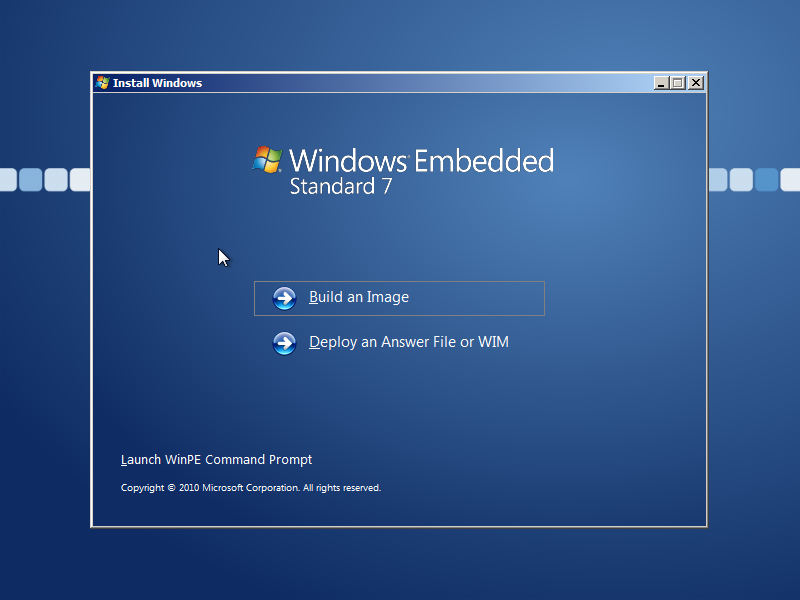 Install Windows
Windows Embedded
Standard 7
Build an Image
Deploy an Answer File or WIM
Launch WinPE Command Prompt
Copyright © 2010 Microsoft Corporation. All rights reserved.